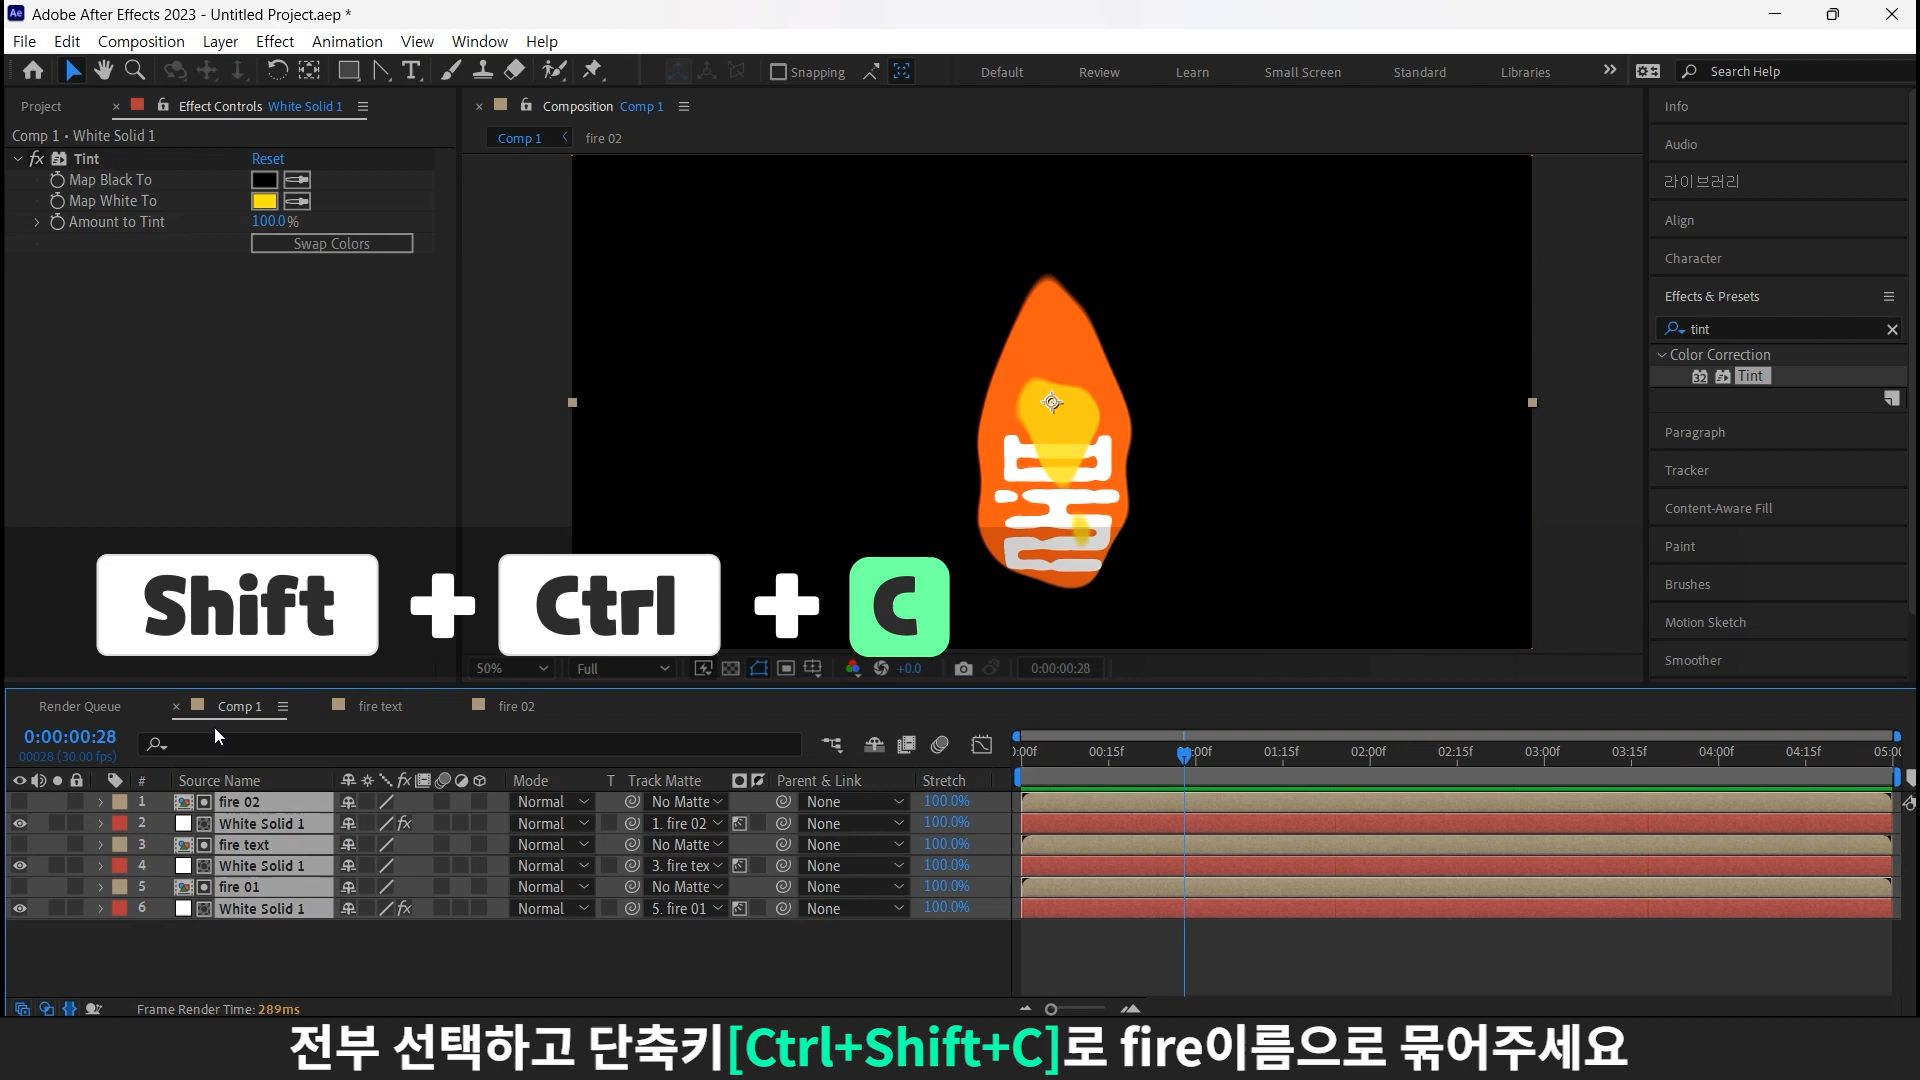 Ae Adobe After Effects 2023 - Untitled Project.aep *
File Edit Composition Layer Effect Animation View Window Help
Snapping Default Review Learn Small Screen Standard Libraries Search Help
Project Effect Controls White Solid 1
Comp 1 • White Solid 1
fx Tint Reset
Map Black To
Map White To
Amount to Tint 100.0%
Swap Colors
Composition Comp 1
Comp 1 fire 02
Info
Audio
라이브러리
Align
Character
Effects & Presets
tint
Color Correction
32 Tint
Paragraph
Tracker
Content-Aware Fill
Paint
Brushes
Motion Sketch
Smoother
Shift + Ctrl + C
50% Full +0.0 0:00:00:28
Render Queue Comp 1 fire text fire 02
0:00:00:28
00028 (30.00 fps)
00:15f 01:15f 02:00f 02:15f 03:00f 03:15f 04:00f 04:15f
# Source Name fx Mode T Track Matte Parent & Link Stretch
1 fire 02 Normal No Matte None 100.0%
2 White Solid 1 fx Normal 1. fire 02 None 100.0%
3 fire text Normal No Matte None 100.0%
4 White Solid 1 Normal 3. fire tex None 100.0%
5 fire 01 Normal No Matte None 100.0%
6 White Solid 1 fx Normal 5. fire 01 None 100.0%
Frame Render Time: 289ms
전부 선택하고 단축키[Ctrl+Shift+C]로 fire이름으로 묶어주세요